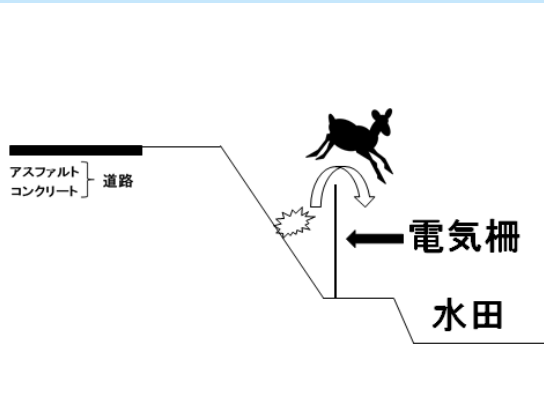 アスファルト
コンクリート
道路
電気柵
水田